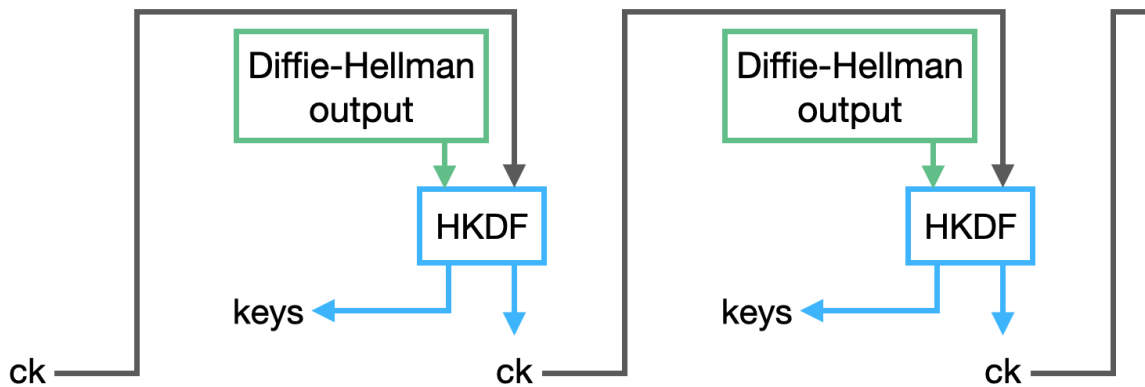 Diffie-Hellman
output
Diffie-Hellman
output
HKDF
HKDF
keys
keys
ck
ck
ck